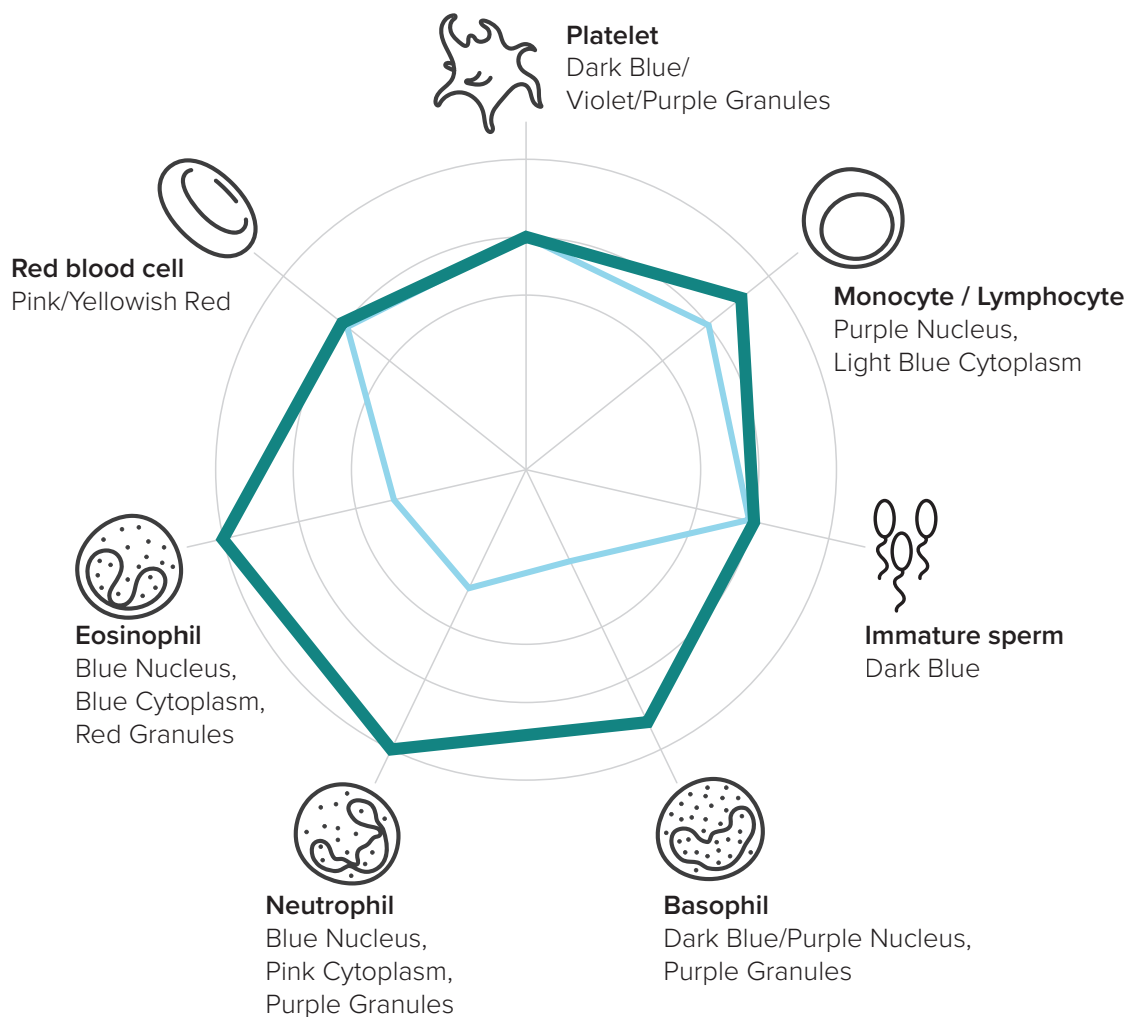 Platelet
Dark Blue/
Violet/Purple Granules
Red blood cell
Pink/Yellowish Red
Monocyte / Lymphocyte
Purple Nucleus,
Light Blue Cytoplasm
Eosinophil
Blue Nucleus,
Blue Cytoplasm,
Red Granules
Immature sperm
Dark Blue
Neutrophil
Blue Nucleus,
Pink Cytoplasm,
Purple Granules
Basophil
Dark Blue/Purple Nucleus,
Purple Granules